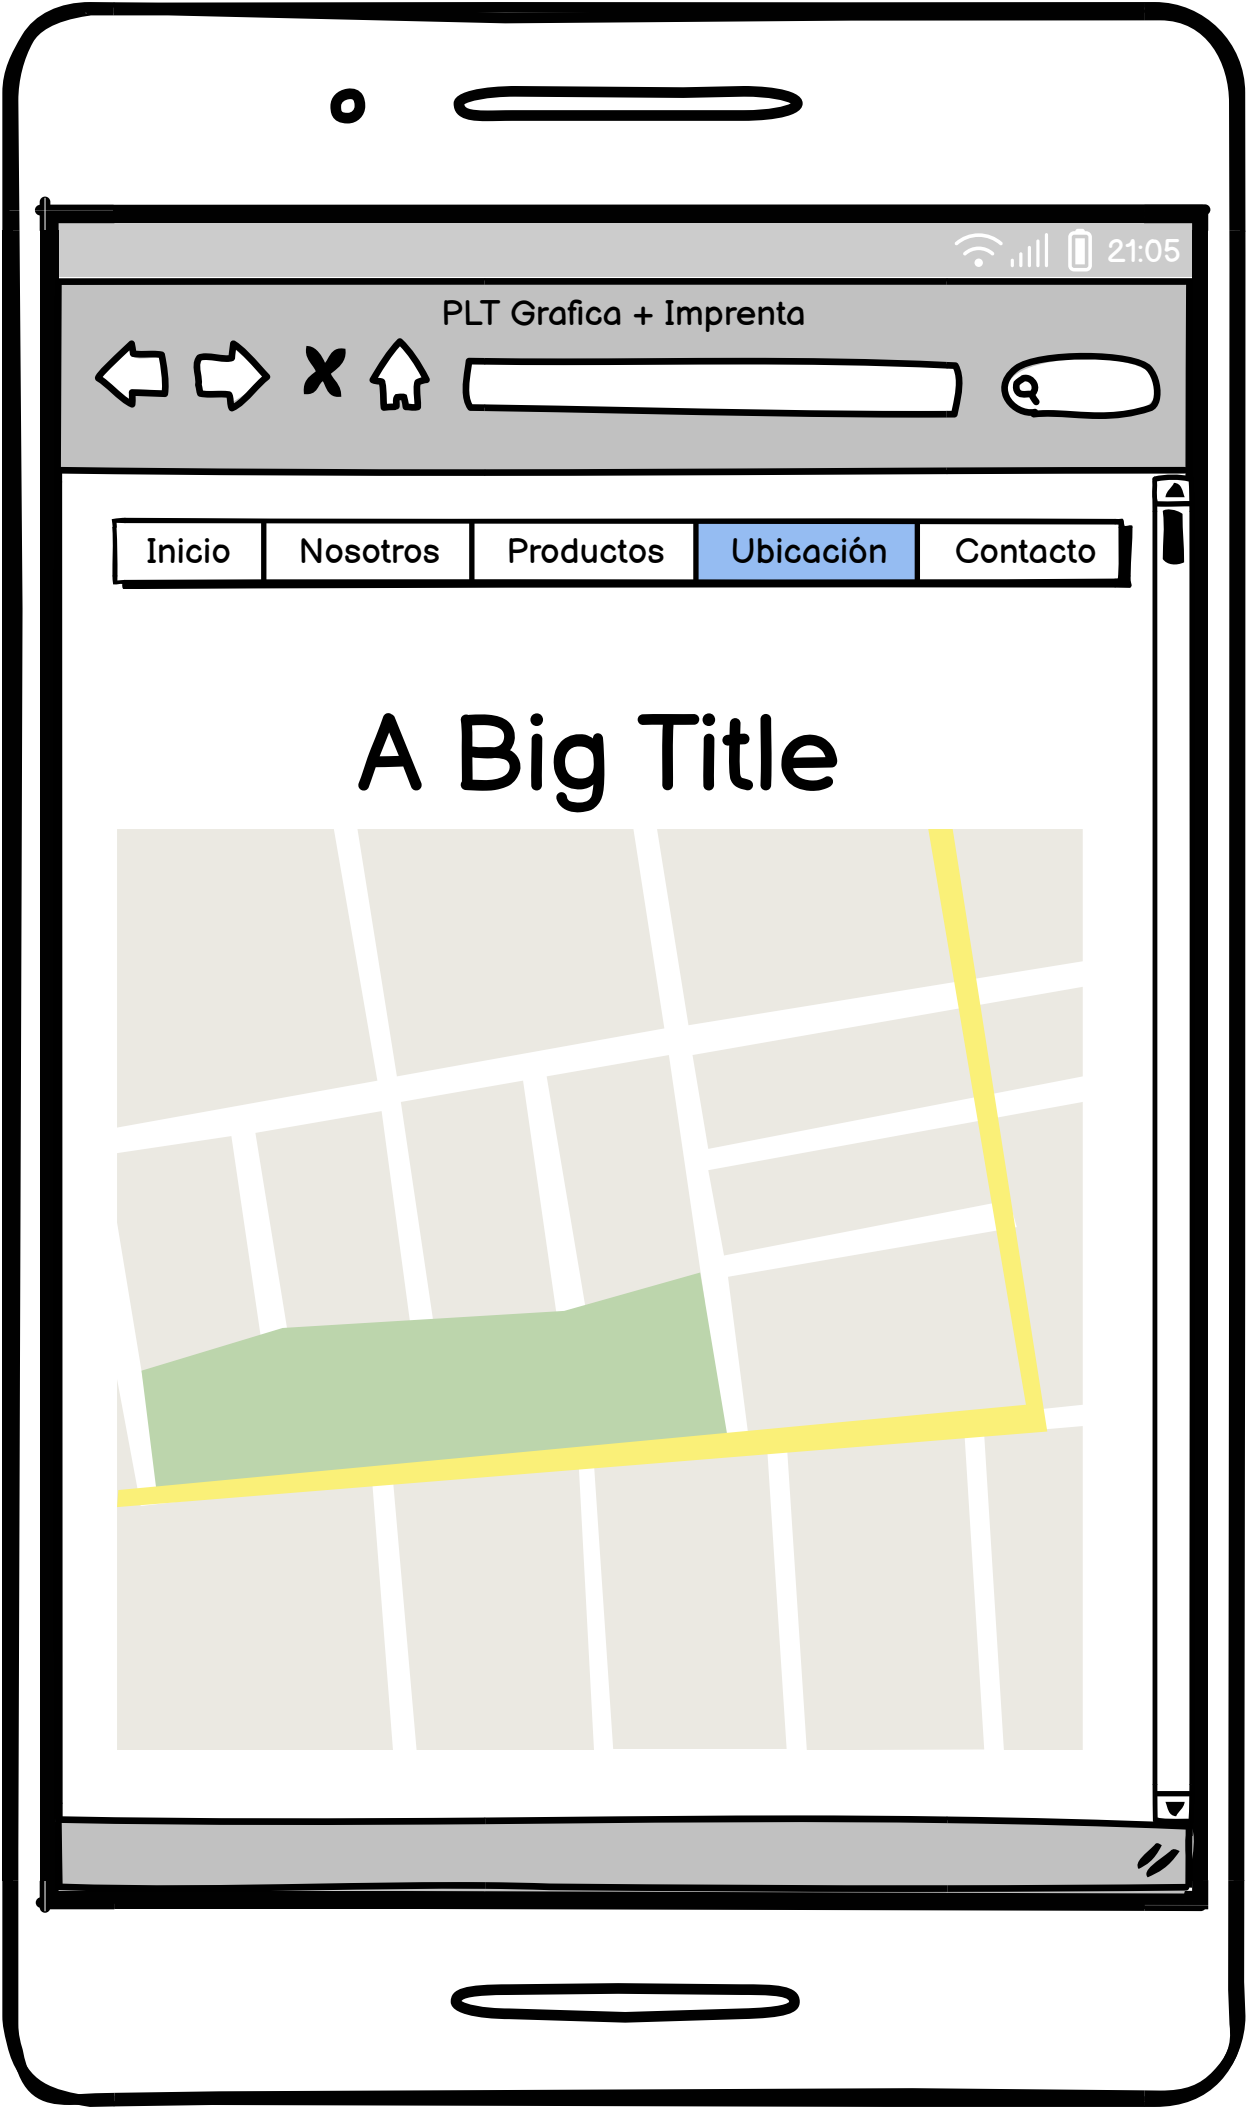 21:05
PLT Grafica + Imprenta
Inicio Nosotros Productos Ubicación Contacto
A Big Title